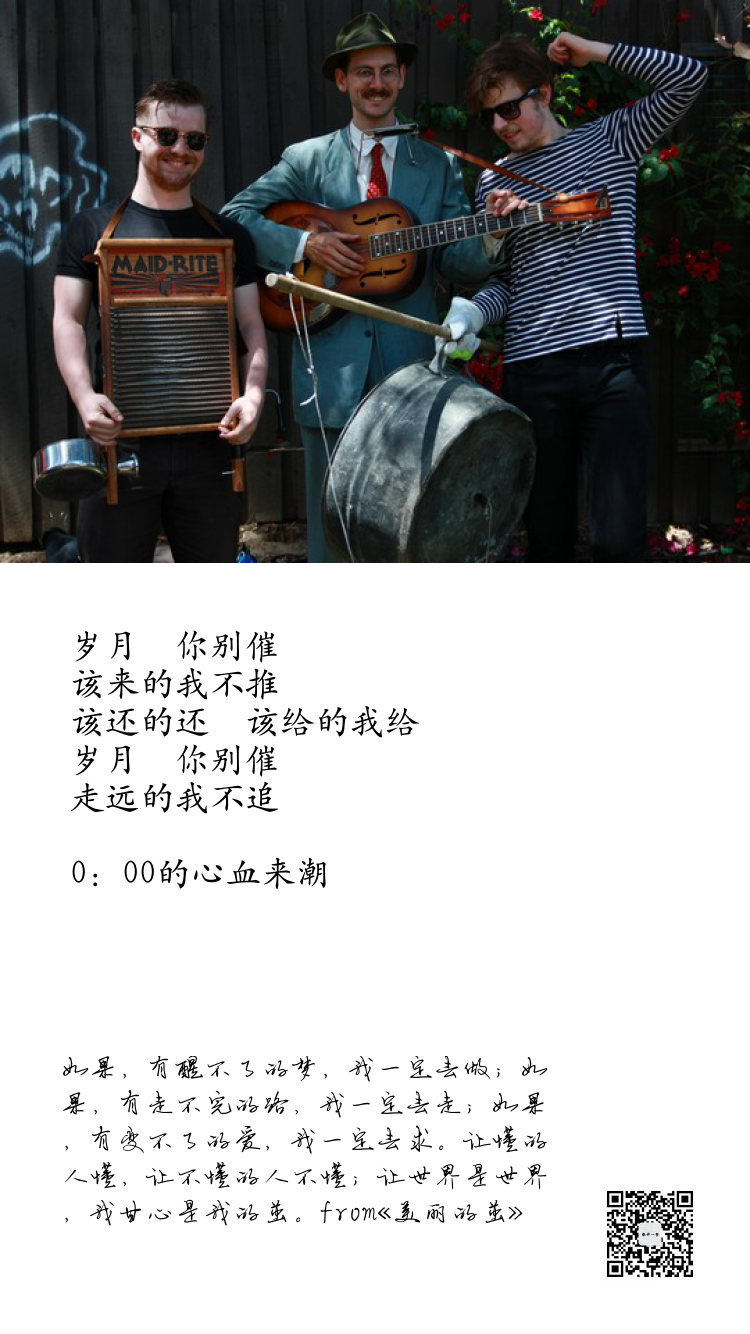 MAID-RITE
岁月　你别催
该来的我不推
该还的还　该给的我给
岁月　你别催
走远的我不追
0：00的心血来潮
如果，有醒不了的梦，我一定去做；如
果，有走不完的路，我一定去走；如果
，有变不了的爱，我一定去求。让懂的
人懂，让不懂的人不懂；让世界是世界
，我甘心是我的茧。from《美丽的茧》